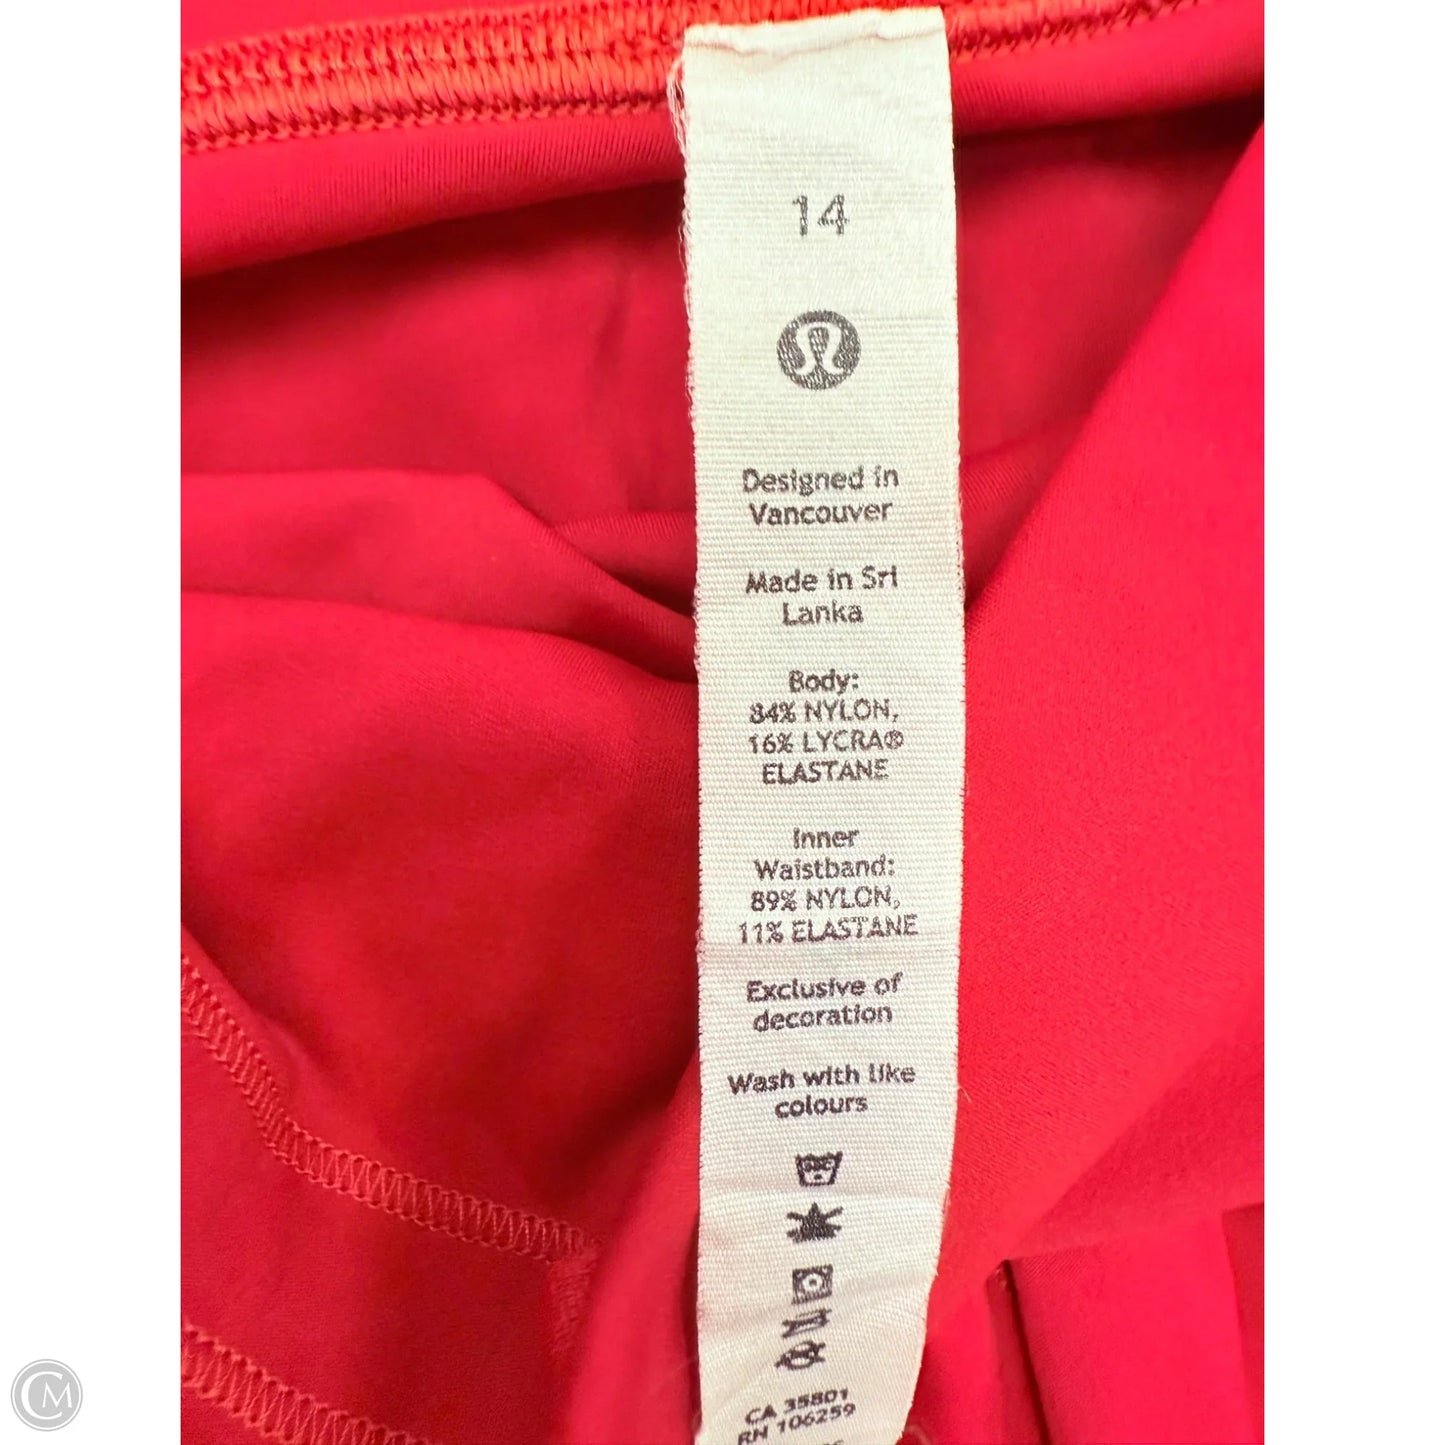 14
Designed in
Vancouver
Made in Sri
Lanka
Body:
84% NYLON,
16% LYCRA®
ELASTANE
Inner
Waistband:
89% NYLON,
11% ELASTANE
Exclusive of
decoration
Wash with like
colours
CA 35801
RN 106259
CM